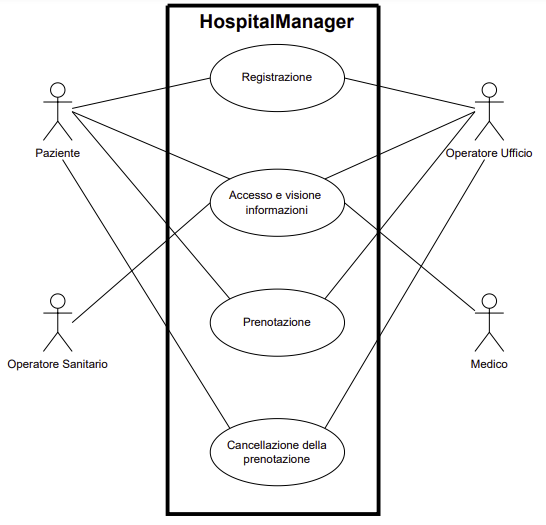 HospitalManager
Registrazione
Paziente
Operatore Ufficio
Accesso e visione
informazioni
Prenotazione
Operatore Sanitario
Medico
Cancellazione della
prenotazione